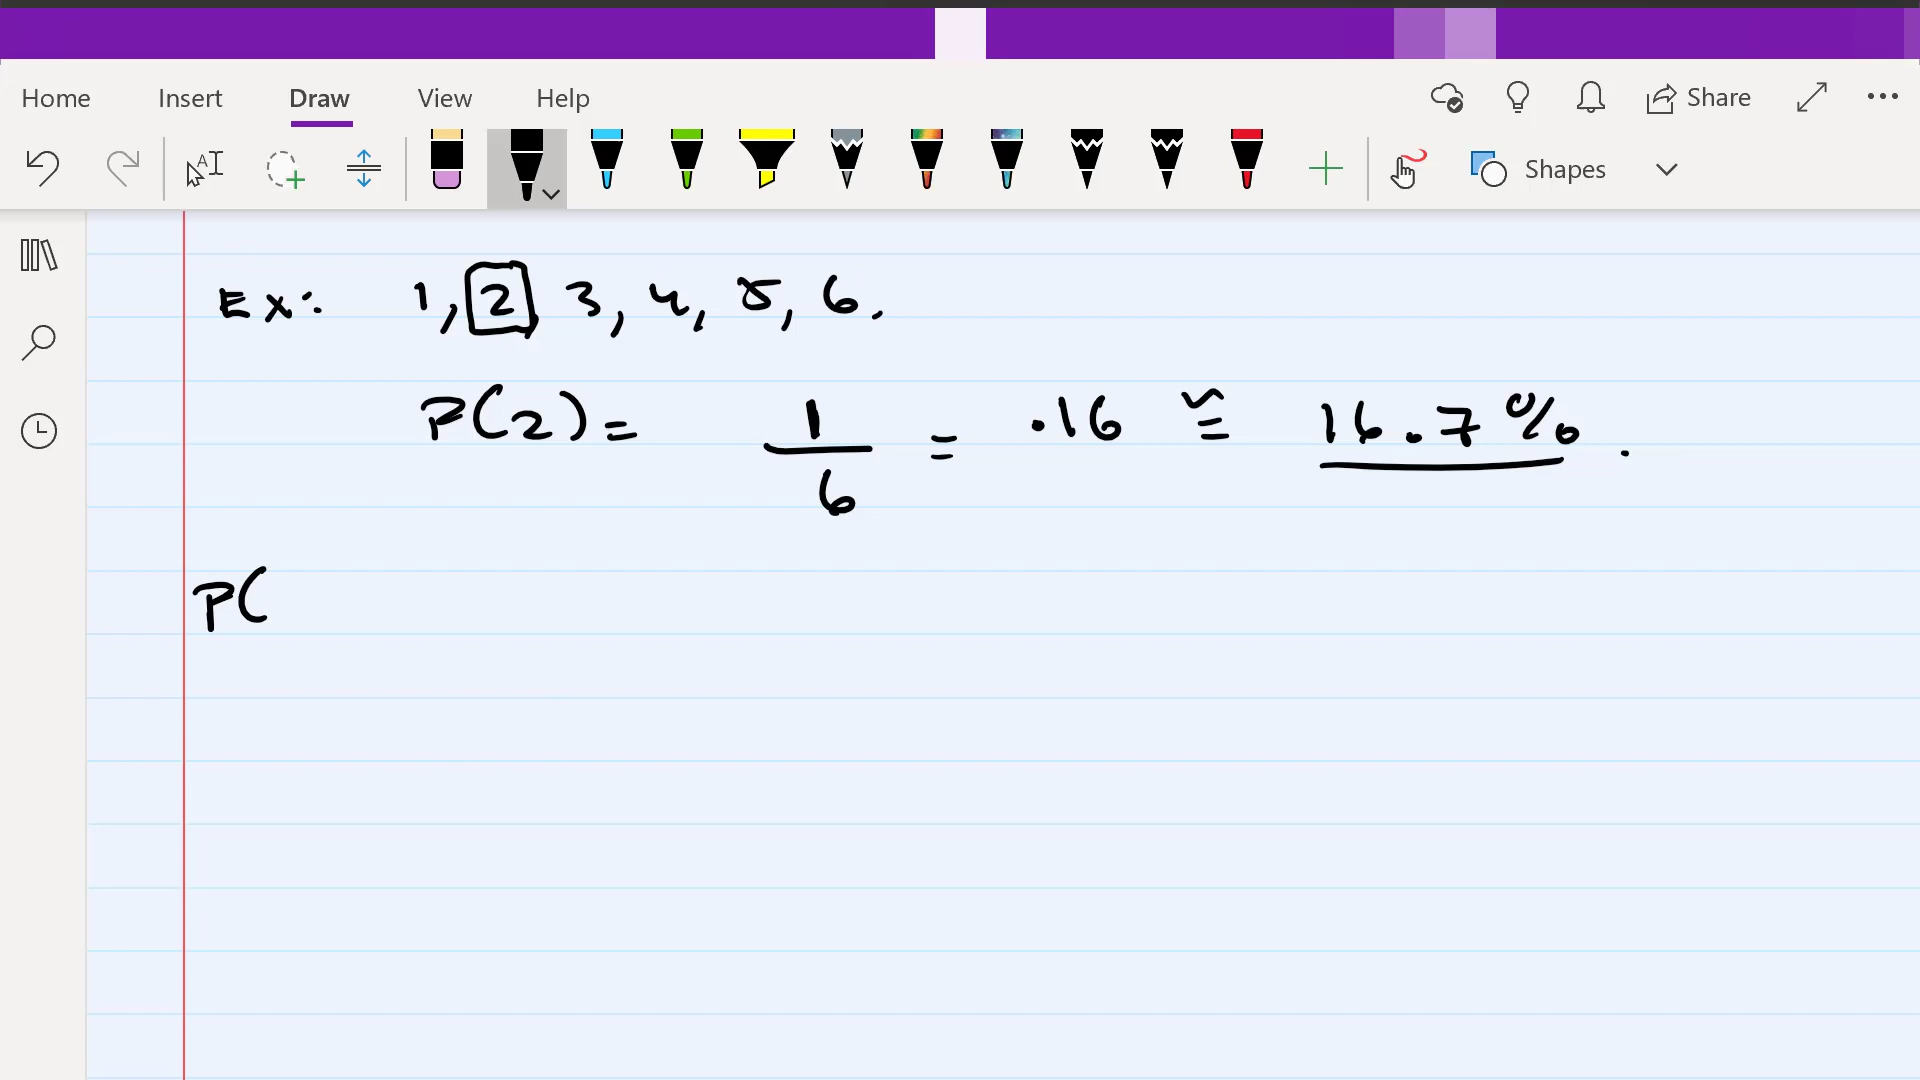 Home Insert Draw View Help Share
Shapes
Ex: 1, 2 3, 4, 5, 6.
P(2) = 1/6 = .16 ≅ 16.7% .
P(